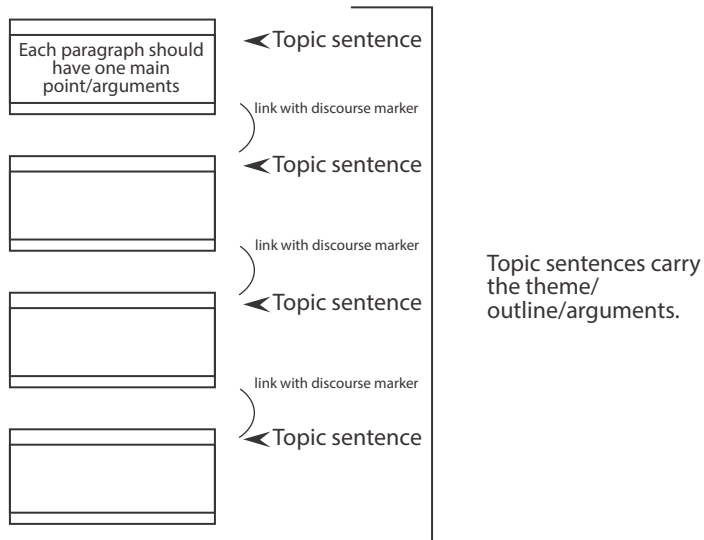 Topic sentence
Each paragraph should
have one main
point/arguments
link with discourse marker
Topic sentence
link with discourse marker
Topic sentence
link with discourse marker
Topic sentence
Topic sentences carry
the theme/
outline/arguments.